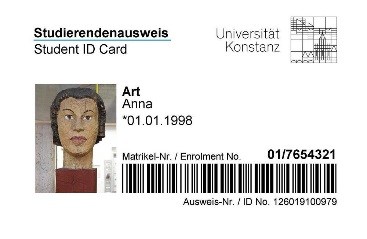 Studierendenausweis
Student ID Card
Universität
Konstanz
Art
Anna
*01.01.1998
Matrikel-Nr. / Enrolment No. 01/7654321
Ausweis-Nr. / ID No. 126019100979